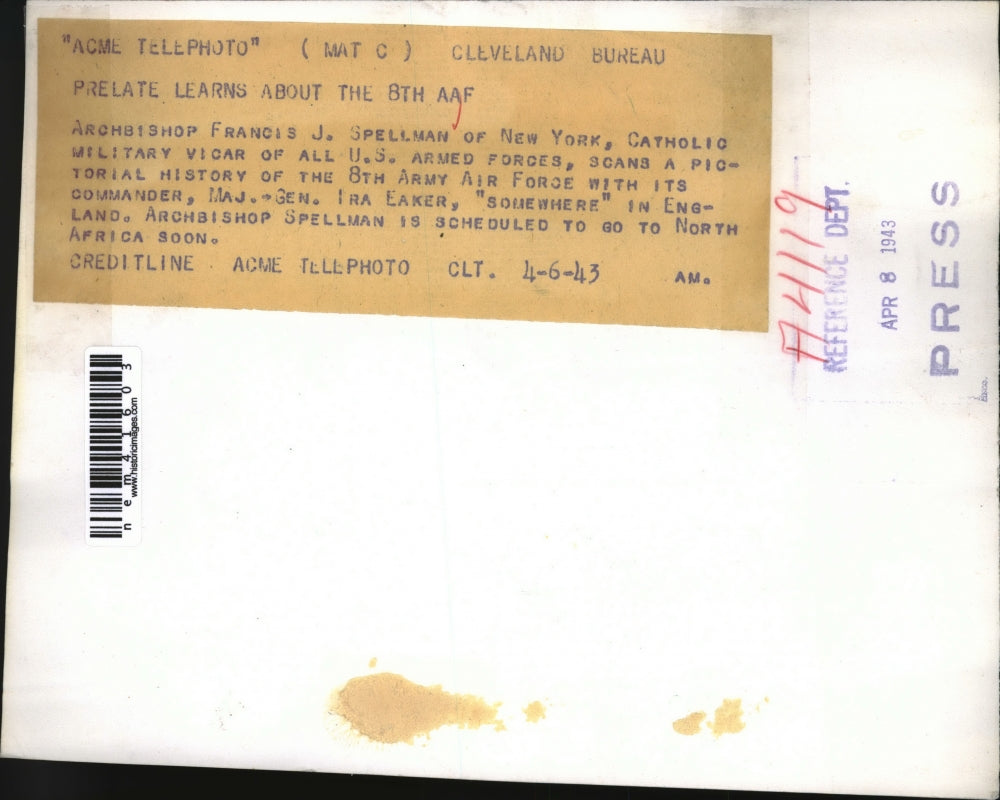 "ACME TELEPHOTO" ( MAT C ) CLEVELAND BUREAU
PRELATE LEARNS ABOUT THE 8TH AAF
ARCHBISHOP FRANCIS J. SPELLMAN OF NEW YORK, CATHOLIC
MILITARY VICAR OF ALL U.S. ARMED FORCES, SCANS A PIC-
TORIAL HISTORY OF THE 8TH ARMY AIR FORCE WITH ITS
COMMANDER, MAJ.-GEN. IRA EAKER, "SOMEWHERE" IN ENG-
LAND. ARCHBISHOP SPELLMAN IS SCHEDULED TO GO TO NORTH
AFRICA SOON.
CREDITLINE ACME TELEPHOTO CLT. 4-6-43 AM.
nem41603
www.historicimages.com
REFERENCE DEPT.
APR 8 1943
PRESS